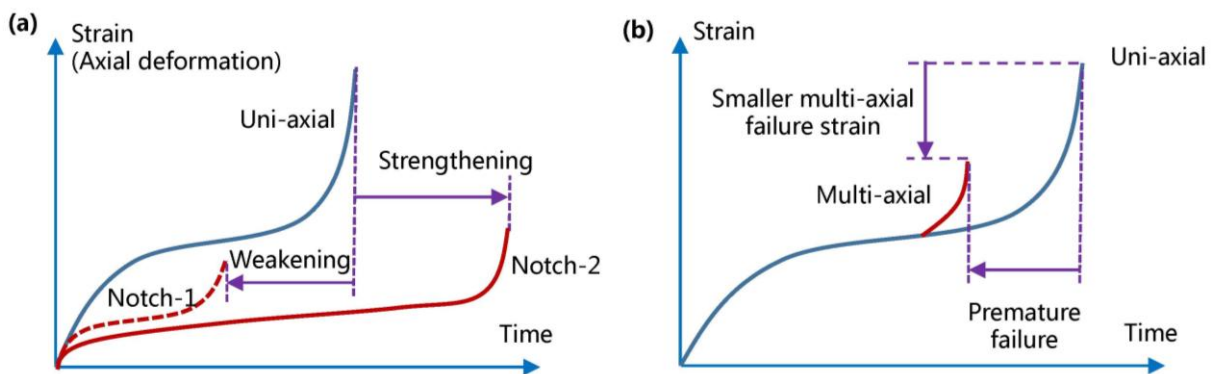 (a)
Strain
(Axial deformation)
Uni-axial
Strengthening
Weakening
Notch-1
Notch-2
Time
(b)
Strain
Uni-axial
Smaller multi-axial
failure strain
Multi-axial
Premature
failure
Time